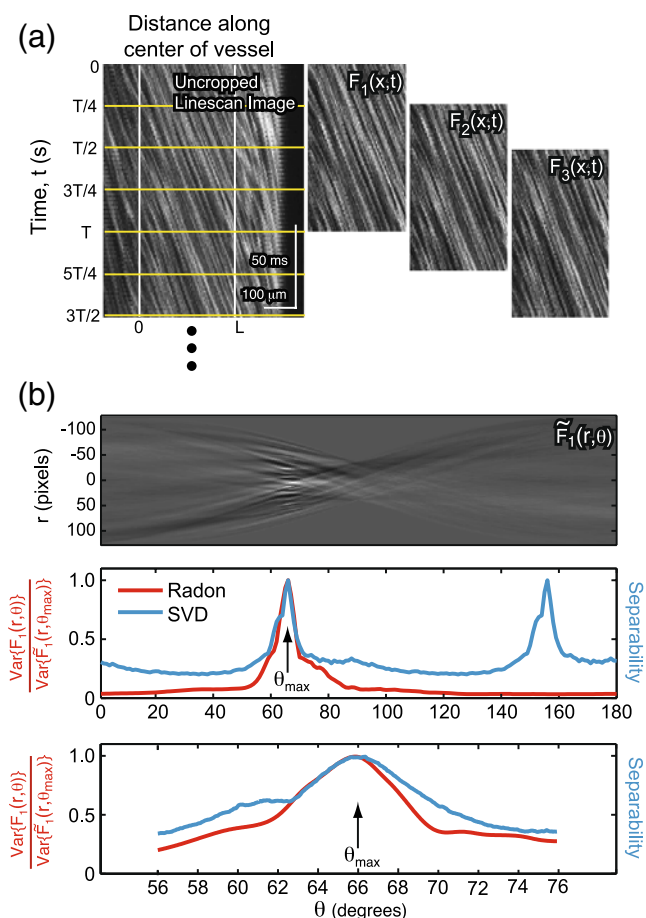 (a)
Distance along
center of vessel
Uncropped
Linescan Image
Time, t (s)
0
T/4
T/2
3T/4
T
5T/4
3T/2
50 ms
100 μm
0
L
F₁(x,t)
F₂(x,t)
F₃(x,t)
(b)
F̃₁(r,θ)
r (pixels)
-100
-50
0
50
100
Var{F₁(r,θ)}
Var{F̃₁(r,θmax)}
1.0
0.5
0
Radon
SVD
θmax
Separability
0 20 40 60 80 100 120 140 160 180
Var{F₁(r,θ)}
Var{F̃₁(r,θmax)}
1.0
0.5
0
θmax
Separability
56 58 60 62 64 66 68 70 72 74 76
θ (degrees)